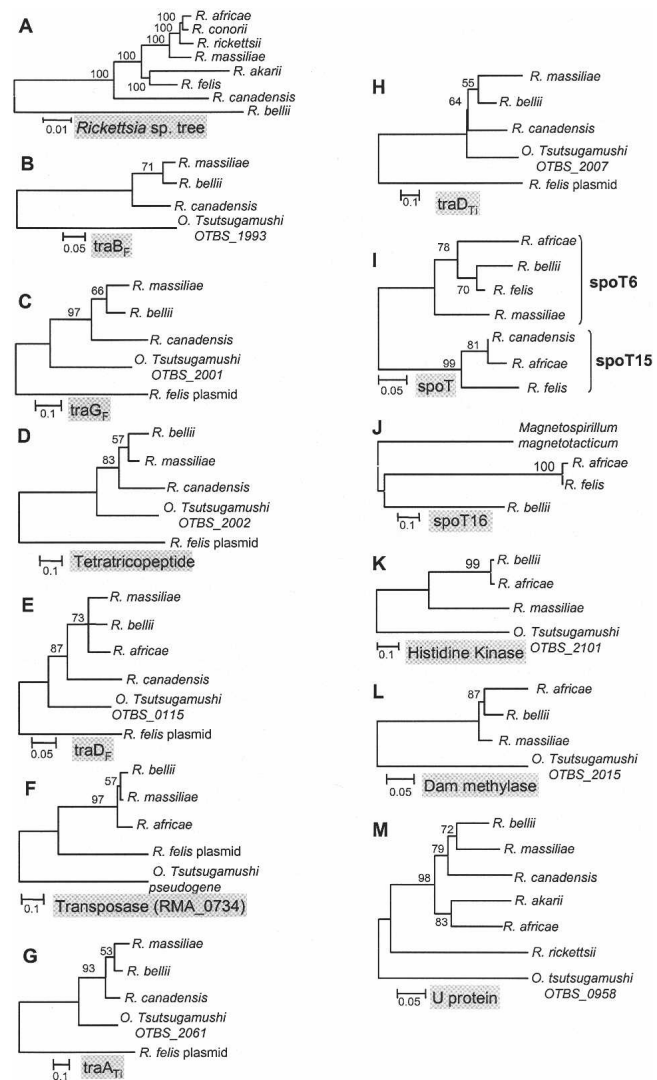 A
100
R. africae
100
R. conorii
100
R. rickettsii
100
R. massiliae
100
R. akarii
100
100
R. felis
R. canadensis
R. bellii
0.01
Rickettsia sp. tree
B
71
R. massiliae
R. bellii
R. canadensis
O. Tsutsugamushi
OTBS_1993
0.05
traBF
C
66
R. massiliae
97
R. bellii
R. canadensis
O. Tsutsugamushi
OTBS_2001
R. felis plasmid
0.1
traGF
D
57
R. bellii
83
R. massiliae
R. canadensis
O. Tsutsugamushi
OTBS_2002
R. felis plasmid
0.1
Tetratricopeptide
E
R. massiliae
73
R. bellii
87
R. africae
R. canadensis
O. Tsutsugamushi
OTBS_0115
R. felis plasmid
0.05
traDF
F
R. bellii
57
97
R. massiliae
R. africae
R. felis plasmid
O. Tsutsugamushi
pseudogene
0.1
Transposase (RMA_0734)
G
R. massiliae
53
93
R. bellii
R. canadensis
O. Tsutsugamushi
OTBS_2061
R. felis plasmid
0.1
traATi
H
55
R. massiliae
64
R. bellii
R. canadensis
O. Tsutsugamushi
OTBS_2007
R. felis plasmid
0.1
traDTi
I
78
R. africae
R. bellii
70
R. felis
spoT6
R. massiliae
81
R. canadensis
99
R. africae
spoT15
R. felis
0.05
spoT
J
Magnetospirillum
magnetotacticum
100
R. africae
R. felis
R. bellii
0.1
spoT16
K
99
R. bellii
R. africae
R. massiliae
O. Tsutsugamushi
OTBS_2101
0.1
Histidine Kinase
L
87
R. africae
R. bellii
R. massiliae
O. Tsutsugamushi
OTBS_2015
0.05
Dam methylase
M
72
R. bellii
79
R. massiliae
98
R. canadensis
R. akarii
83
R. africae
R. rickettsii
O. tsutsugamushi
OTBS_0958
0.05
U protein